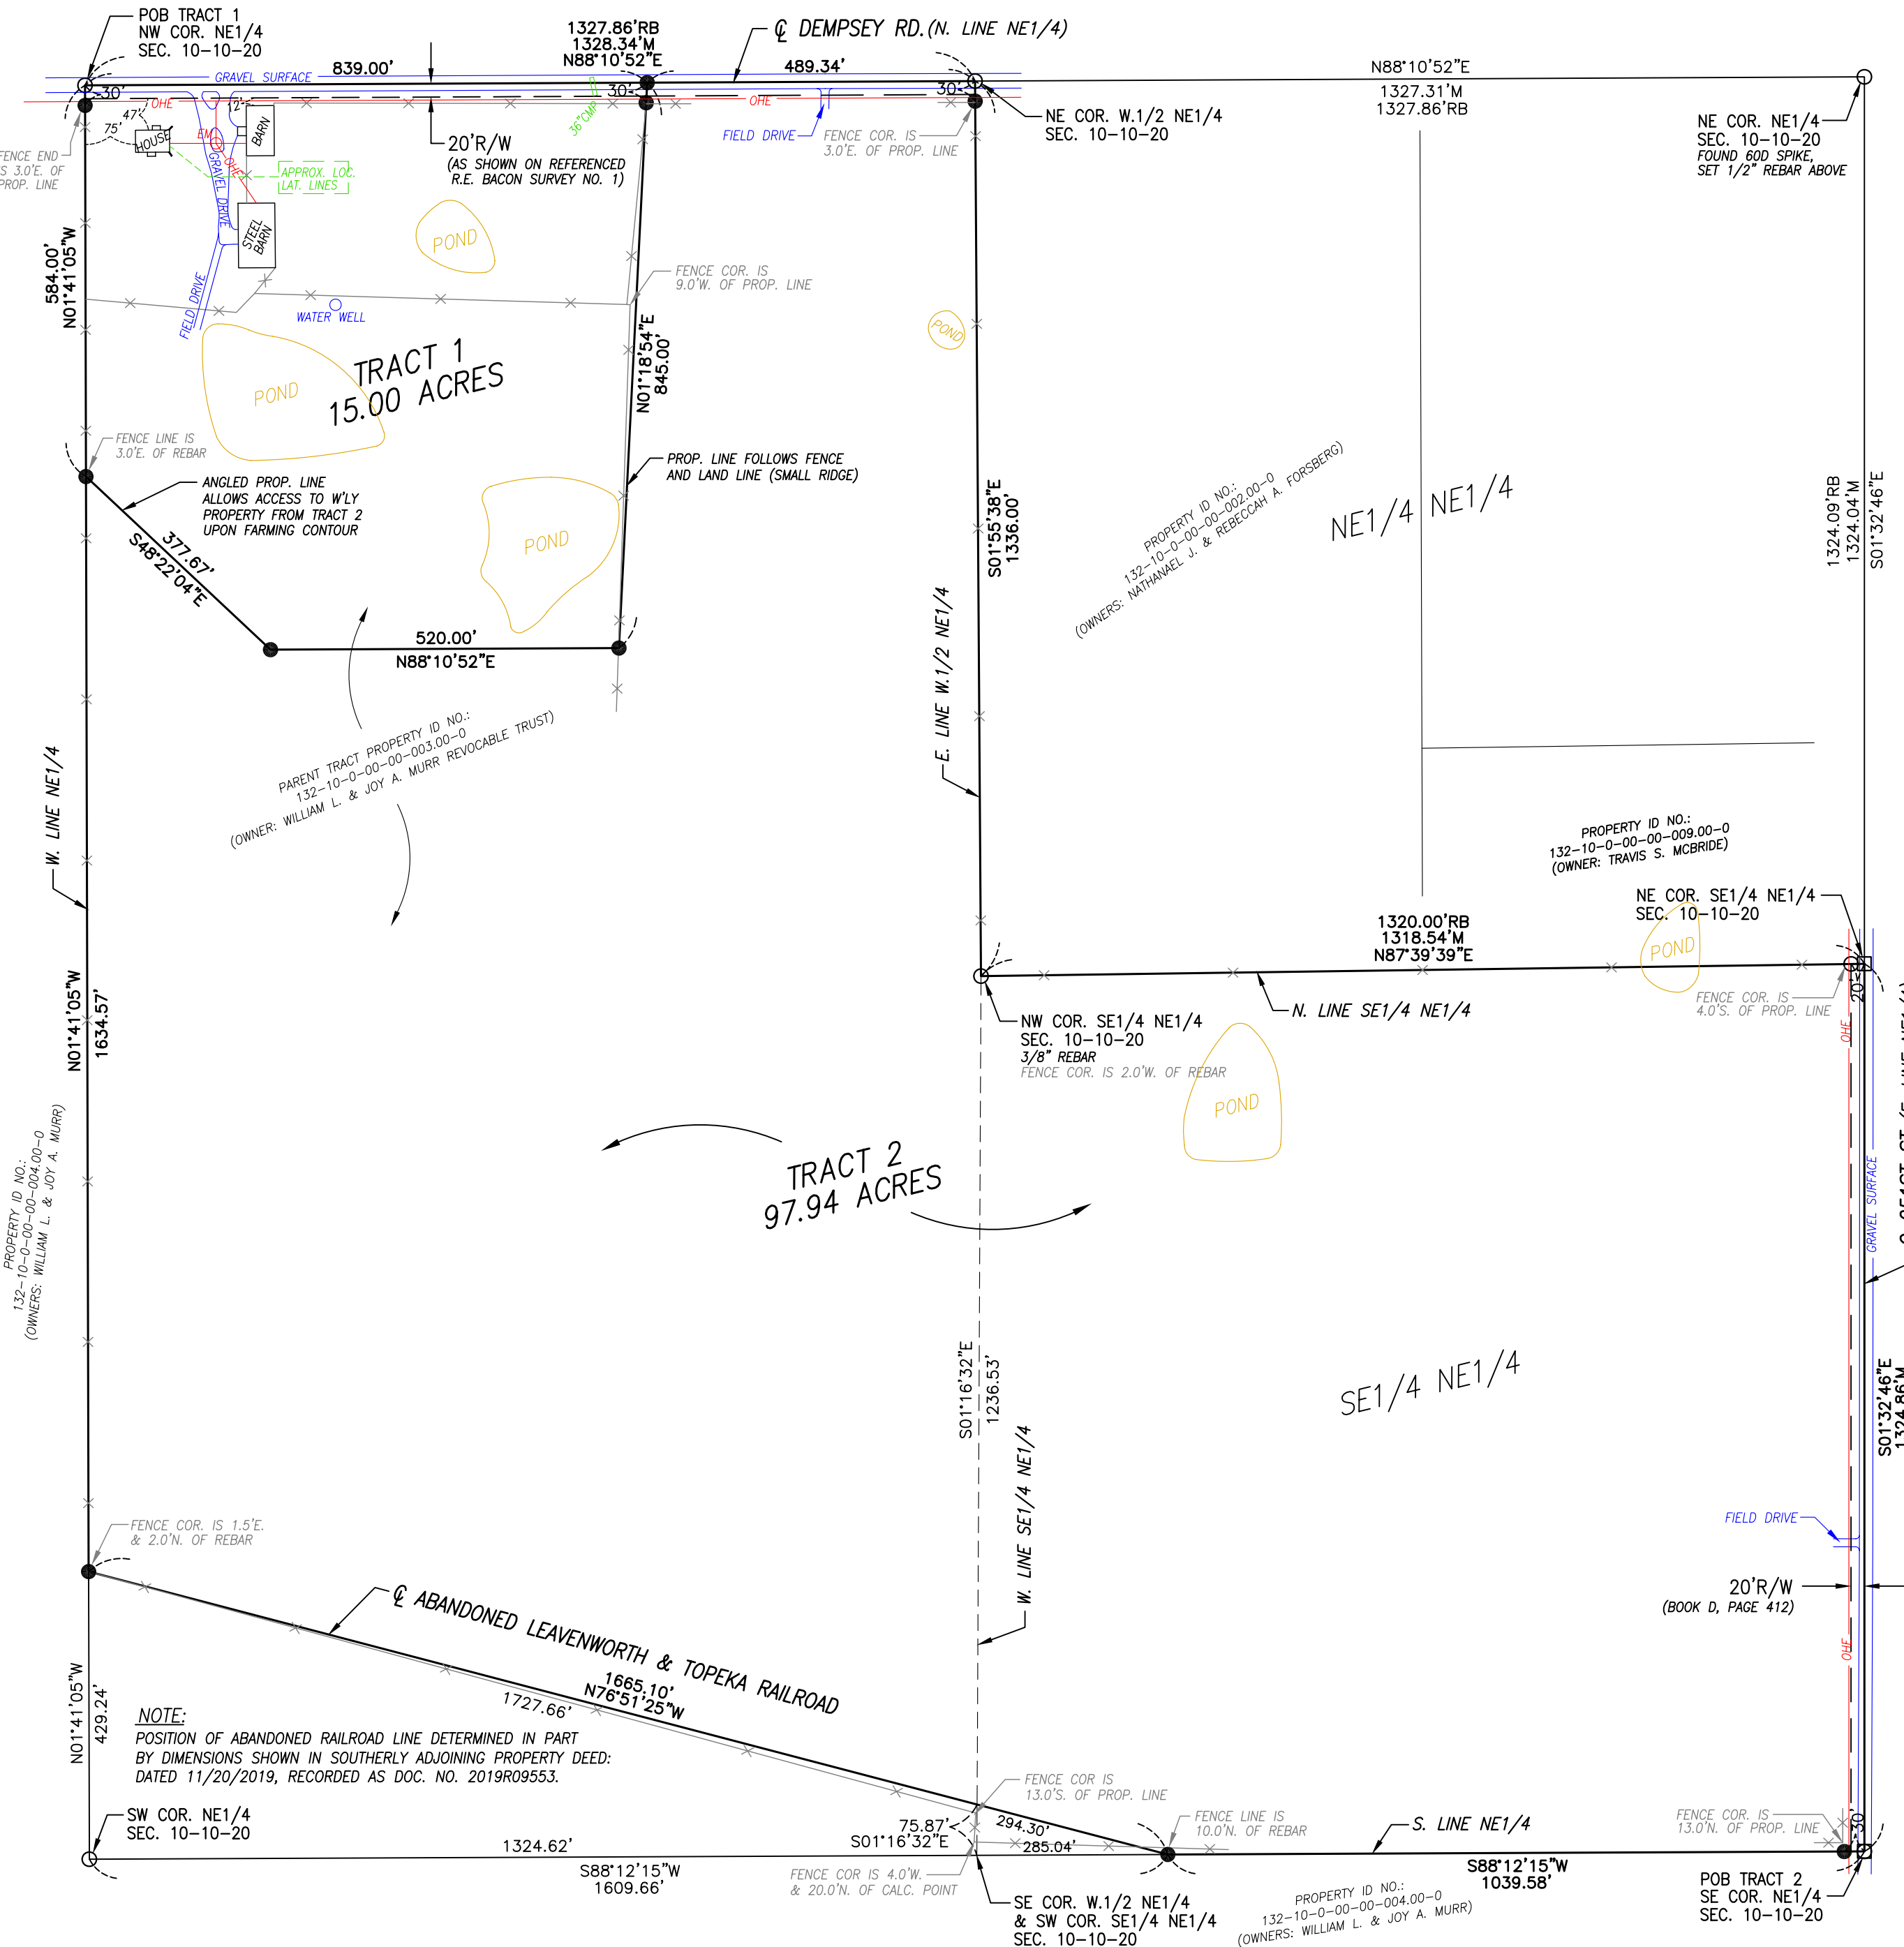 POB TRACT 1
NW COR. NE1/4
SEC. 10-10-20
1327.86'RB
1328.34'M
N88°10'52"E
℄ DEMPSEY RD. (N. LINE NE1/4)
GRAVEL SURFACE
839.00'
489.34'
N88°10'52"E
1327.31'M
1327.86'RB
30'
OHE
12'
30'
OHE
30'
47'
75'
HOUSE
EM
OHE
BARN
36"CMP
20'R/W
(AS SHOWN ON REFERENCED
R.E. BACON SURVEY NO. 1)
FIELD DRIVE
FENCE COR. IS
3.0'E. OF PROP. LINE
NE COR. W.1/2 NE1/4
SEC. 10-10-20
NE COR. NE1/4
SEC. 10-10-20
FOUND 60D SPIKE,
SET 1/2" REBAR ABOVE
FENCE END
IS 3.0'E. OF
PROP. LINE
GRAVEL DRIVE
APPROX. LOC.
LAT. LINES
STEEL
BARN
POND
584.00'
N01°41'05"W
FIELD DRIVE
WATER WELL
FENCE COR. IS
9.0'W. OF PROP. LINE
POND
N01°18'54"E
845.00'
TRACT 1
15.00 ACRES
POND
FENCE LINE IS
3.0'E. OF REBAR
ANGLED PROP. LINE
ALLOWS ACCESS TO W'LY
PROPERTY FROM TRACT 2
UPON FARMING CONTOUR
PROP. LINE FOLLOWS FENCE
AND LAND LINE (SMALL RIDGE)
POND
377.67'
S48°22'04"E
520.00'
N88°10'52"E
S01°55'38"E
1336.00'
PROPERTY ID NO.:
132-10-0-00-00-002.00-0
(OWNERS: NATHANAEL J. & REBECCAH A. FORSBERG)
NE1/4 NE1/4
1324.09'RB
1324.04'M
S01°32'46"E
E. LINE W.1/2 NE1/4
PARENT TRACT PROPERTY ID NO.:
132-10-0-00-00-003.00-0
(OWNER: WILLIAM L. & JOY A. MURR REVOCABLE TRUST)
W. LINE NE1/4
PROPERTY ID NO.:
132-10-0-00-00-009.00-0
(OWNER: TRAVIS S. MCBRIDE)
NE COR. SE1/4 NE1/4
SEC. 10-10-20
1320.00'RB
1318.54'M
N87°39'39"E
POND
20'
FENCE COR. IS
4.0'S. OF PROP. LINE
N. LINE SE1/4 NE1/4
NW COR. SE1/4 NE1/4
SEC. 10-10-20
3/8" REBAR
FENCE COR. IS 2.0'W. OF REBAR
N01°41'05"W
1634.57'
OHE
POND
PROPERTY ID NO.:
132-10-0-00-00-004.00-0
(OWNERS: WILLIAM L. & JOY A. MURR)
TRACT 2
97.94 ACRES
GRAVEL SURFACE
S01°16'32"E
1236.53'
SE1/4 NE1/4
S01°32'46"E
1324.86'M
W. LINE SE1/4 NE1/4
FENCE COR. IS 1.5'E.
& 2.0'N. OF REBAR
FIELD DRIVE
20'R/W
(BOOK D, PAGE 412)
℄ ABANDONED LEAVENWORTH & TOPEKA RAILROAD
1665.10'
N76°51'25"W
1727.66'
OHE
N01°41'05"W
429.24'
NOTE:
POSITION OF ABANDONED RAILROAD LINE DETERMINED IN PART
BY DIMENSIONS SHOWN IN SOUTHERLY ADJOINING PROPERTY DEED:
DATED 11/20/2019, RECORDED AS DOC. NO. 2019R09553.
FENCE COR IS
13.0'S. OF PROP. LINE
SW COR. NE1/4
SEC. 10-10-20
75.87'
S01°16'32"E
294.30'
285.04'
FENCE LINE IS
10.0'N. OF REBAR
S. LINE NE1/4
FENCE COR. IS
13.0'N. OF PROP. LINE
30'
1324.62'
S88°12'15"W
1609.66'
FENCE COR IS 4.0'W.
& 20.0'N. OF CALC. POINT
S88°12'15"W
1039.58'
SE COR. W.1/2 NE1/4
& SW COR. SE1/4 NE1/4
SEC. 10-10-20
PROPERTY ID NO.:
132-10-0-00-00-004.00-0
(OWNERS: WILLIAM L. & JOY A. MURR)
POB TRACT 2
SE COR. NE1/4
SEC. 10-10-20